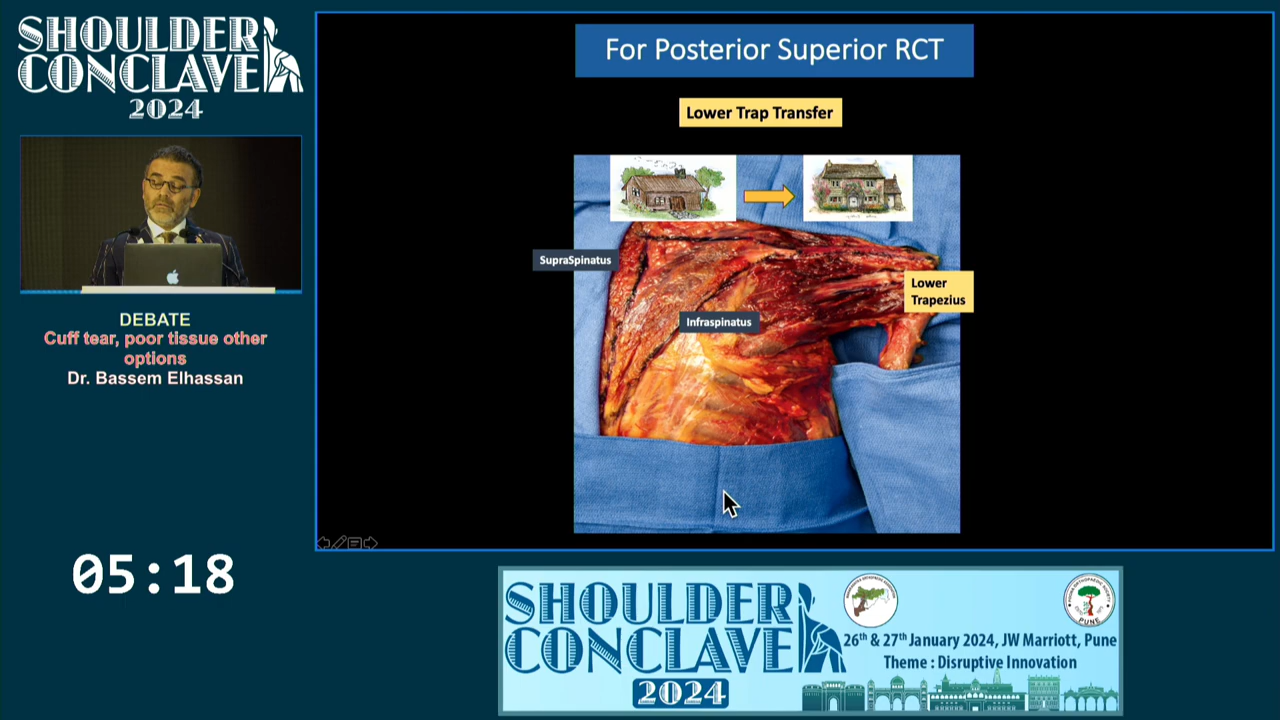 SHOULDER
CONCLAVE
2024
DEBATE
Cuff tear, poor tissue other
options
Dr. Bassem Elhassan
05:18
For Posterior Superior RCT
Lower Trap Transfer
SupraSpinatus
Infraspinatus
Lower
Trapezius
SHOULDER
CONCLAVE
2024
PUNE
26th & 27th January 2024, JW Marriott, Pune
Theme : Disruptive Innovation